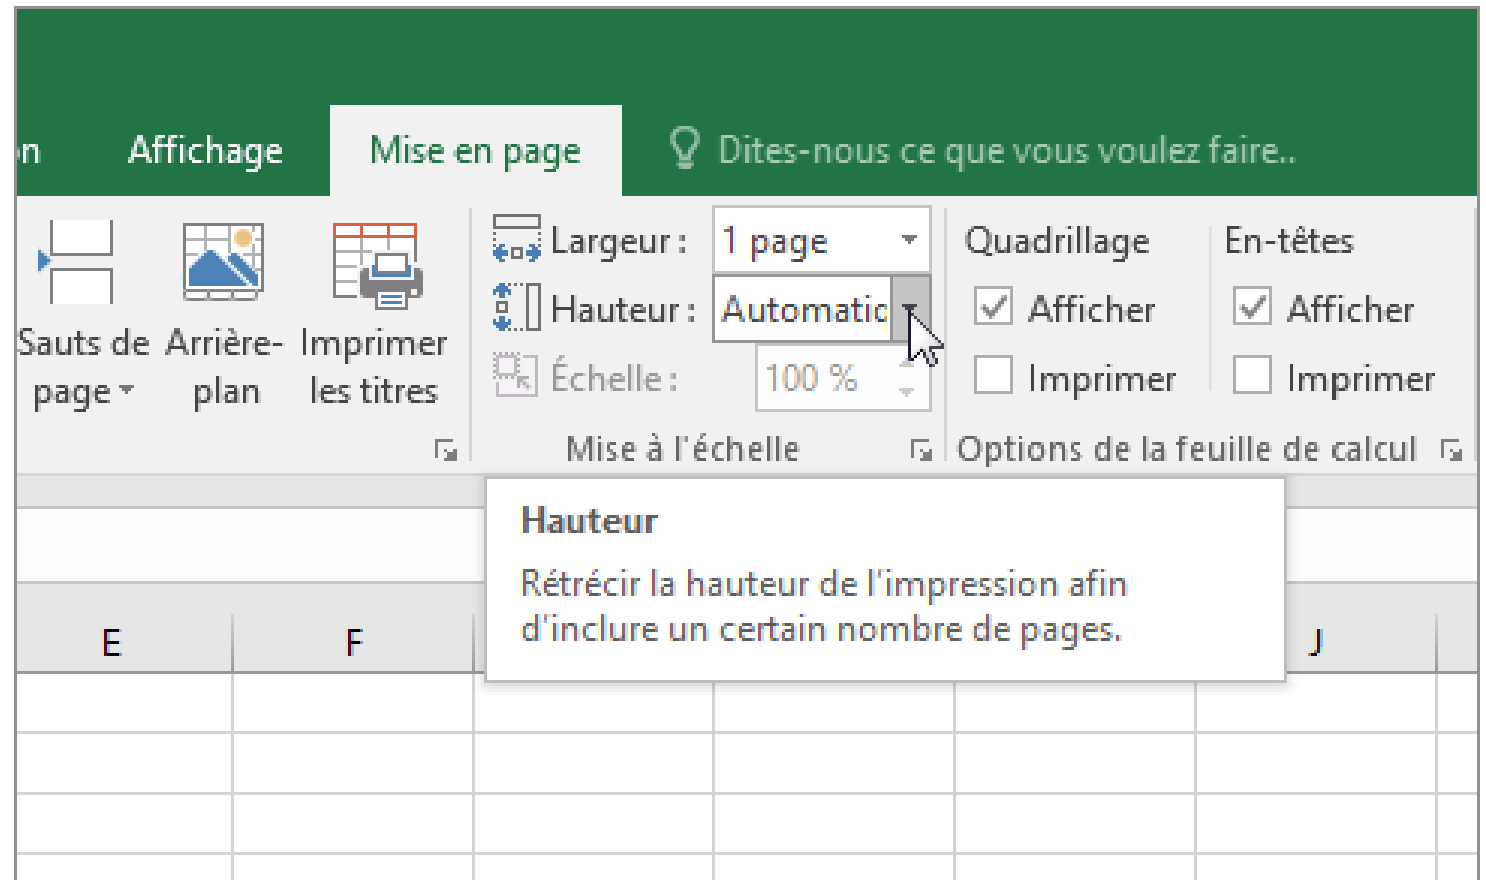 on Affichage Mise en page Dites-nous ce que vous voulez faire..
Largeur : 1 page Quadrillage En-têtes
Hauteur : Automatiq Afficher Afficher
Sauts de page Arrière-plan Imprimer les titres
Échelle : 100 % Imprimer Imprimer
Mise à l'échelle Options de la feuille de calcul
Hauteur
Rétrécir la hauteur de l'impression afin
d'inclure un certain nombre de pages.
E F J